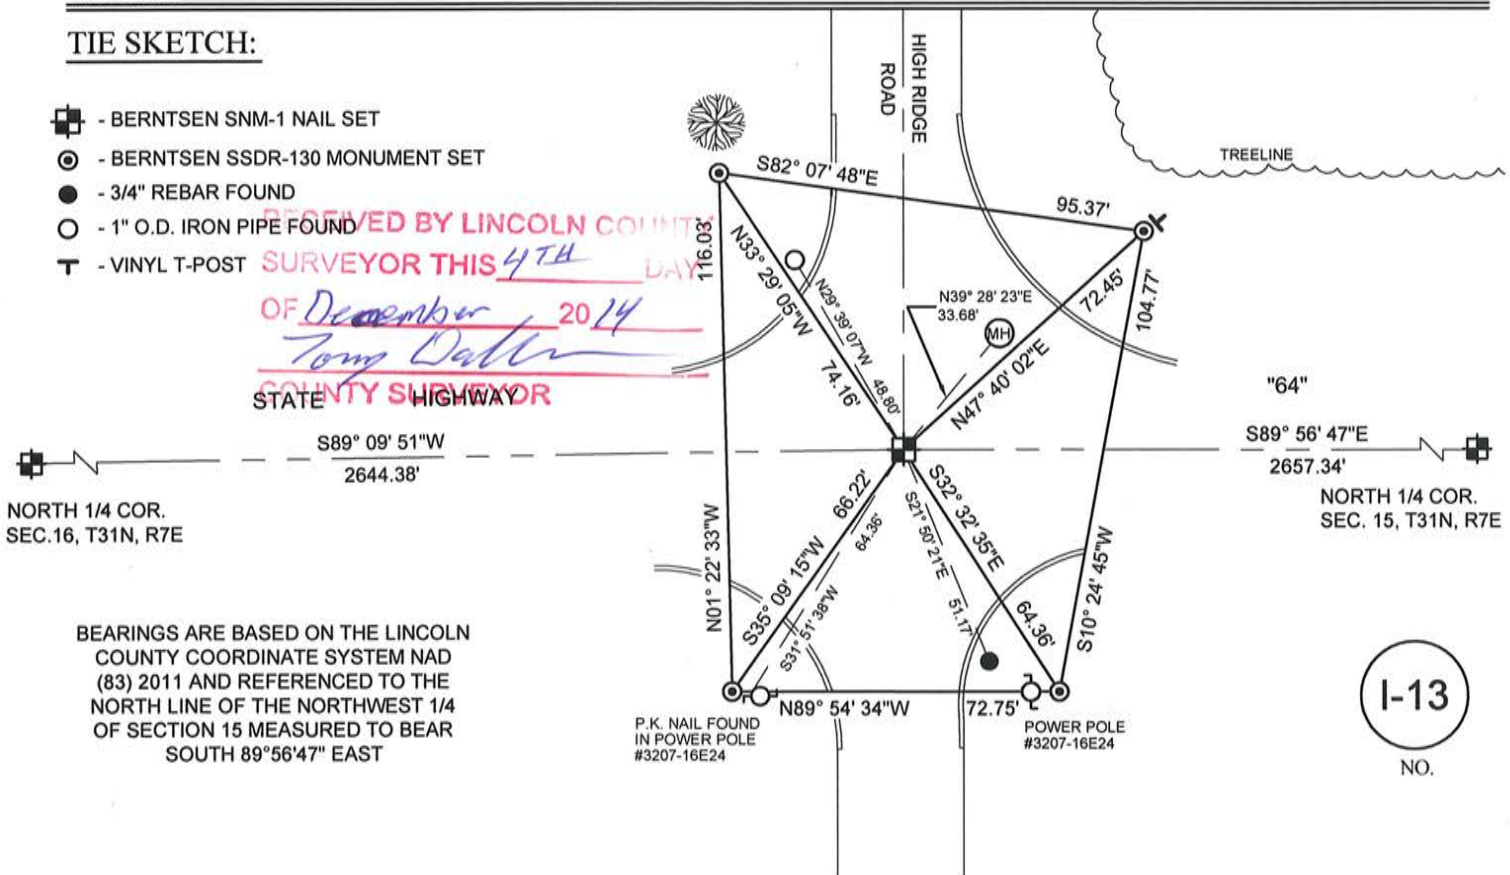 TIE SKETCH:
- BERNTSEN SNM-1 NAIL SET
- BERNTSEN SSDR-130 MONUMENT SET
- 3/4" REBAR FOUND
- 1" O.D. IRON PIPE FOUND
- VINYL T-POST
RECEIVED BY LINCOLN COUNTY
SURVEYOR THIS 4TH DAY
OF December 2014
COUNTY SURVEYOR
STATE HIGHWAY
"64"
HIGH RIDGE
ROAD
TREELINE
S82° 07' 48"E
95.37'
116.03'
N33° 29' 05"W
74.16'
N29° 39' 07"W
48.80'
N39° 28' 23"E
33.68'
MH
72.45'
N47° 40' 02"E
104.77'
S89° 09' 51"W
2644.38'
S89° 56' 47"E
2657.34'
NORTH 1/4 COR.
SEC.16, T31N, R7E
NORTH 1/4 COR.
SEC. 15, T31N, R7E
N01° 22' 33"W
66.22'
S35° 09' 15"W
64.36'
S31° 51' 38"W
S32° 32' 35"E
64.36'
S21° 50' 21"E
51.17'
S10° 24' 45"W
N89° 54' 34"W
72.75'
P.K. NAIL FOUND
IN POWER POLE
#3207-16E24
POWER POLE
#3207-16E24
BEARINGS ARE BASED ON THE LINCOLN
COUNTY COORDINATE SYSTEM NAD
(83) 2011 AND REFERENCED TO THE
NORTH LINE OF THE NORTHWEST 1/4
OF SECTION 15 MEASURED TO BEAR
SOUTH 89°56'47" EAST
I-13
NO.